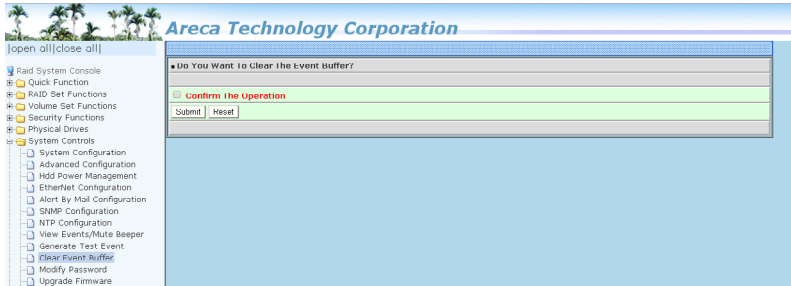 Areca Technology Corporation
|open all|close all|
Do You Want To Clear The Event Buffer?
Confirm The Operation
Submit Reset
Raid System Console
Quick Function
RAID Set Functions
Volume Set Functions
Security Functions
Physical Drives
System Controls
System Configuration
Advanced Configuration
Hdd Power Management
EtherNet Configuration
Alert By Mail Configuration
SNMP Configuration
NTP Configuration
View Events/Mute Beeper
Generate Test Event
Clear Event Buffer
Modify Password
Upgrade Firmware